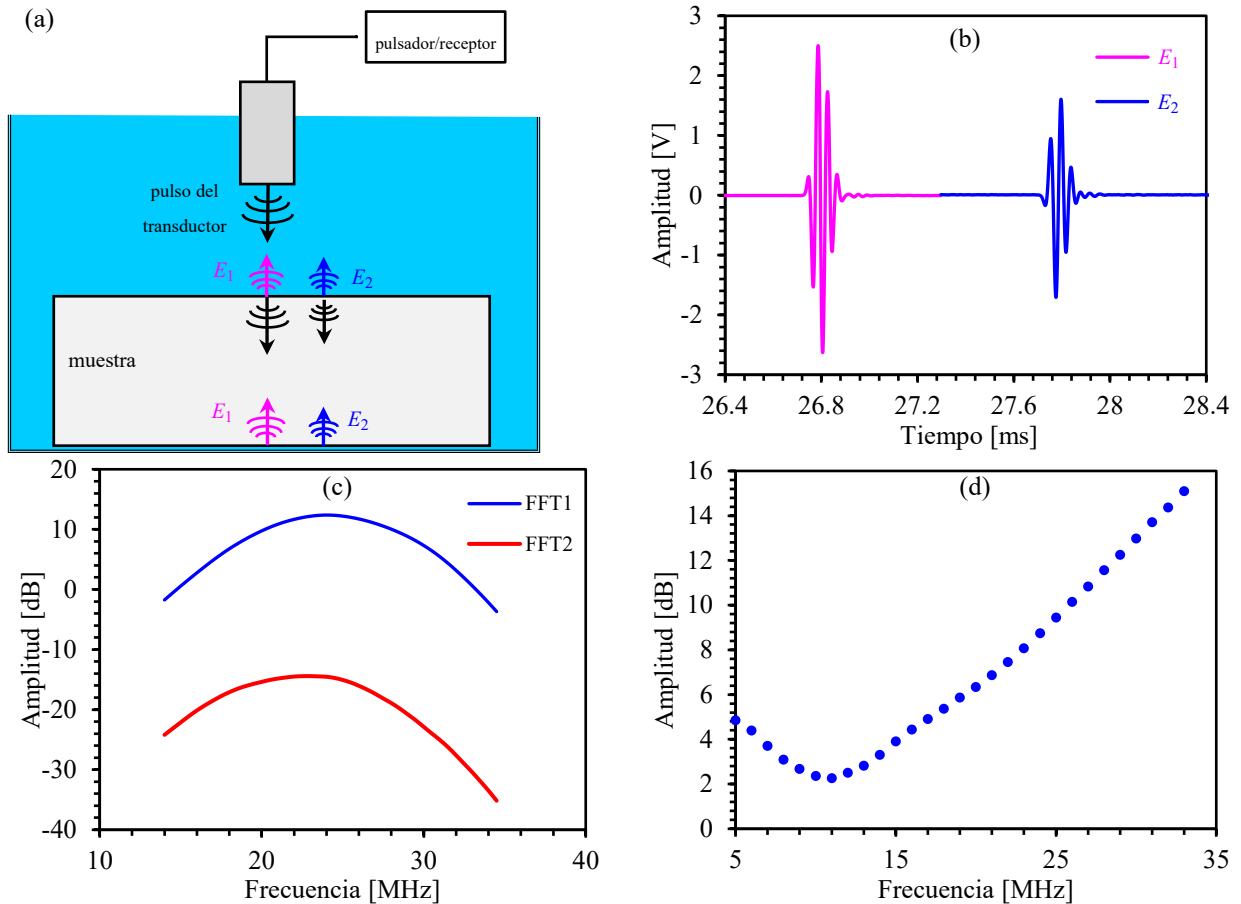 (a)
pulsador/receptor
pulso del
transductor
E1
E2
muestra
E1
E2
(b)
E1
E2
Amplitud [V]
3
2
1
0
-1
-2
-3
26.4
26.8
27.2
27.6
28
28.4
Tiempo [ms]
(c)
FFT1
FFT2
Amplitud [dB]
20
10
0
-10
-20
-30
-40
10
20
30
40
Frecuencia [MHz]
(d)
Amplitud [dB]
16
14
12
10
8
6
4
2
0
5
15
25
35
Frecuencia [MHz]